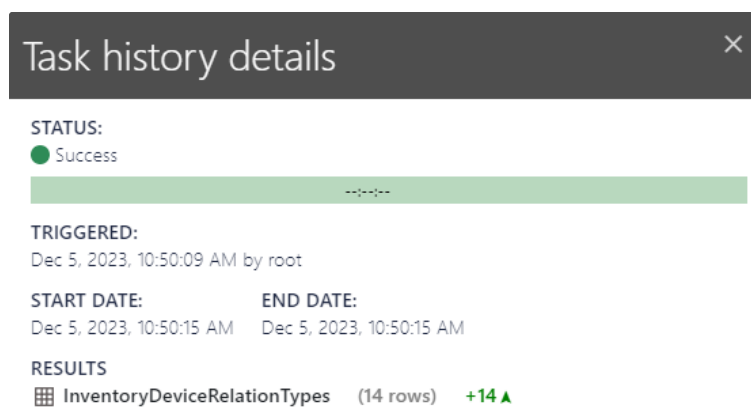 Task history details
STATUS:
Success
--:--:--
TRIGGERED:
Dec 5, 2023, 10:50:09 AM by root
START DATE: END DATE:
Dec 5, 2023, 10:50:15 AM Dec 5, 2023, 10:50:15 AM
RESULTS
InventoryDeviceRelationTypes (14 rows) +14